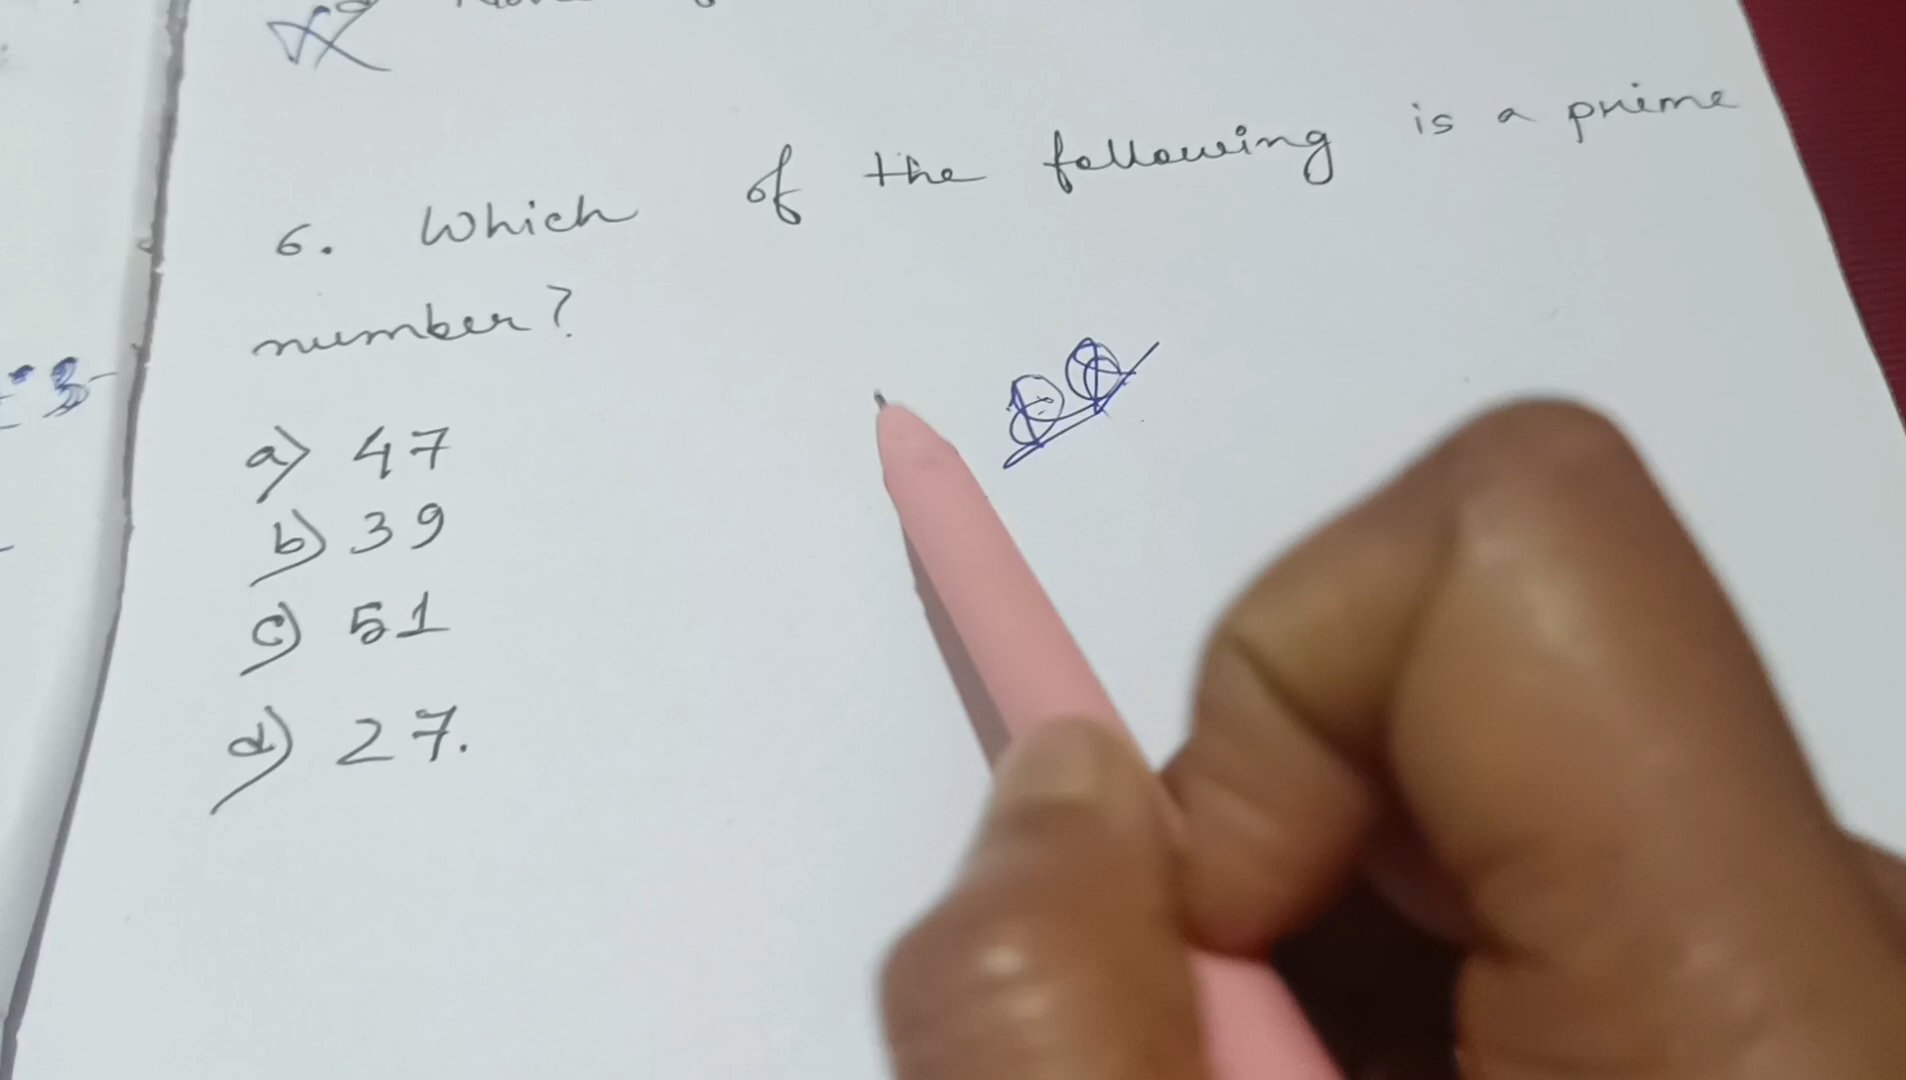 6. Which of the following is a prime
number?
a) 47
b) 39
c) 51
d) 27.